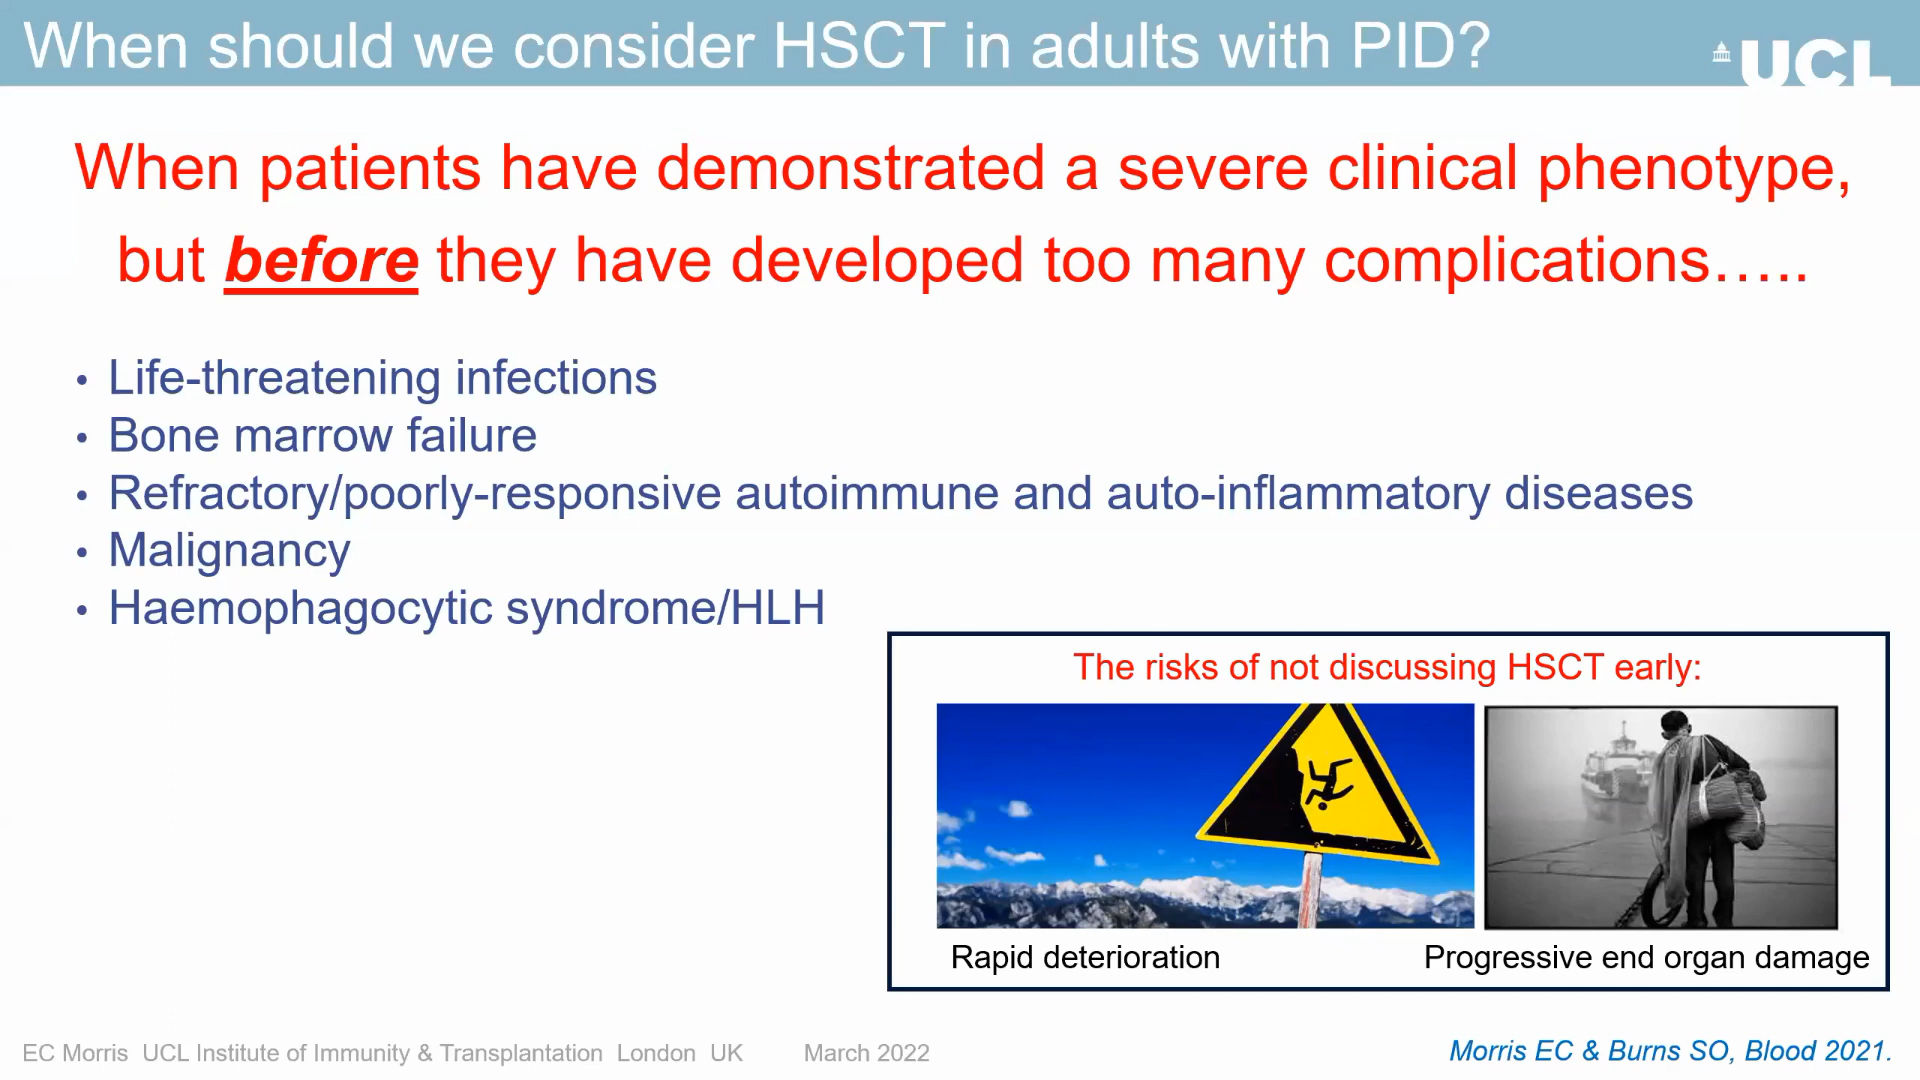 When should we consider HSCT in adults with PID?
UCL
When patients have demonstrated a severe clinical phenotype,
but before they have developed too many complications…..
• Life-threatening infections
• Bone marrow failure
• Refractory/poorly-responsive autoimmune and auto-inflammatory diseases
• Malignancy
• Haemophagocytic syndrome/HLH
The risks of not discussing HSCT early:
Rapid deterioration
Progressive end organ damage
EC Morris UCL Institute of Immunity & Transplantation London UK March 2022
Morris EC & Burns SO, Blood 2021.